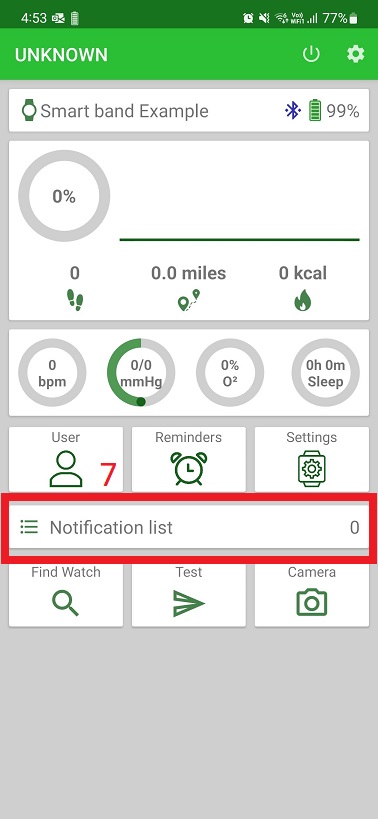 4:53 77%
UNKNOWN
Smart band Example 99%
0%
0 0.0 miles 0 kcal
0 0/0 0% 0h 0m
bpm mmHg O² Sleep
User Reminders Settings
7
Notification list 0
Find Watch Test Camera